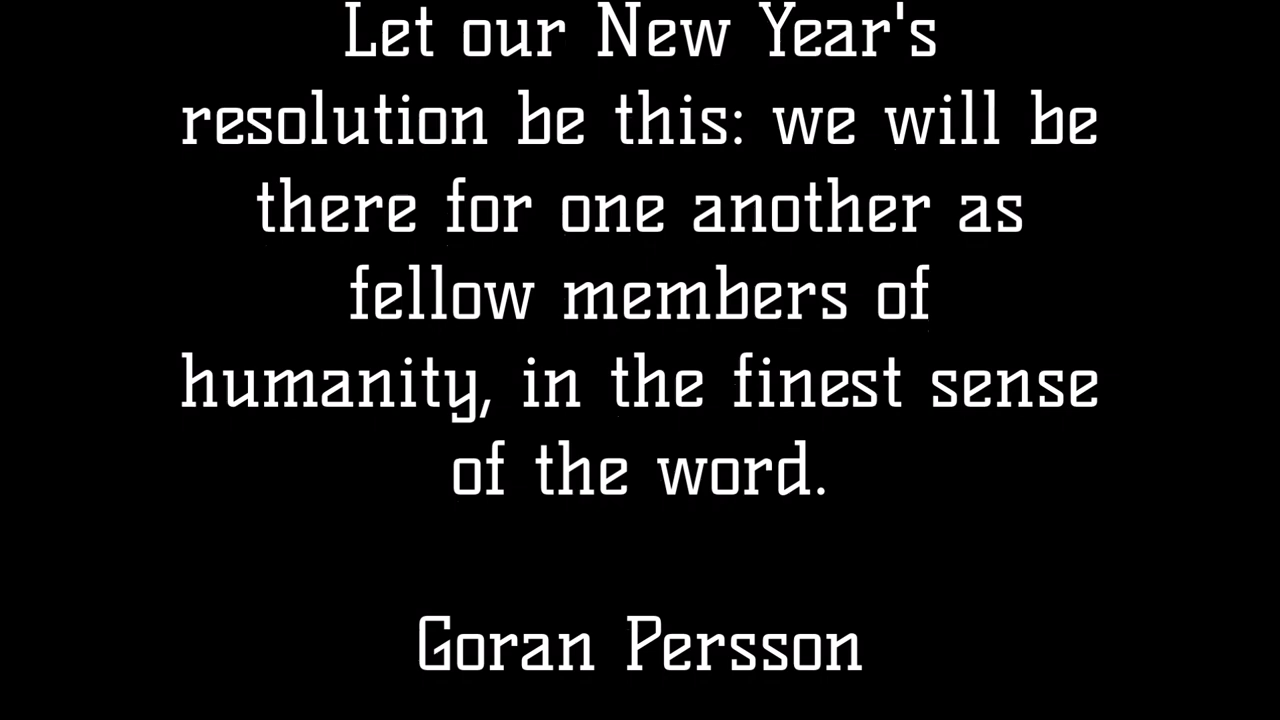 Let our New Year's
resolution be this: we will be
there for one another as
fellow members of
humanity, in the finest sense
of the word.
Goran Persson